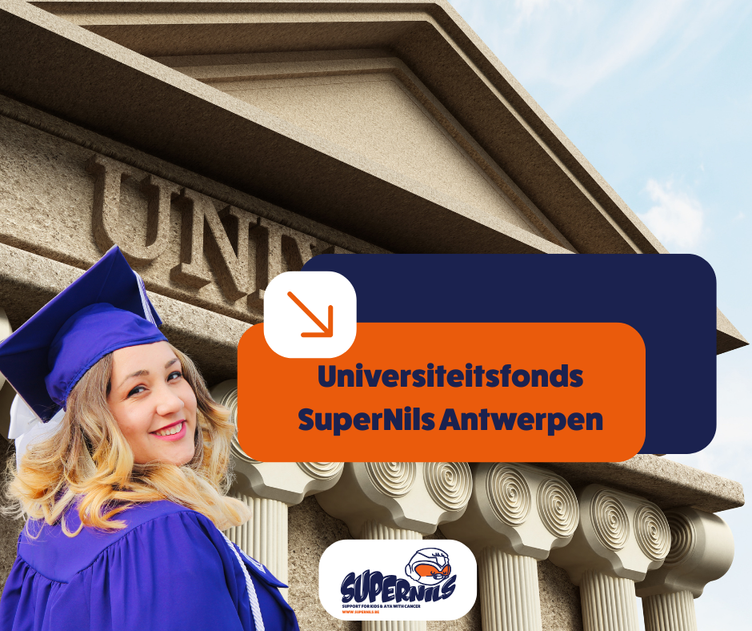 UNI
Universiteitsfonds
SuperNils Antwerpen
SUPERNILS
SUPPORT FOR KIDS & AYA WITH CANCER
WWW.SUPERNILS.BE